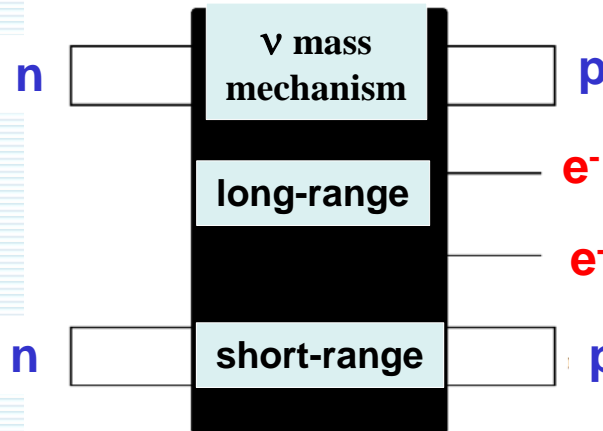 ν mass
mechanism
n
p
e-
long-range
e-
n
short-range
p